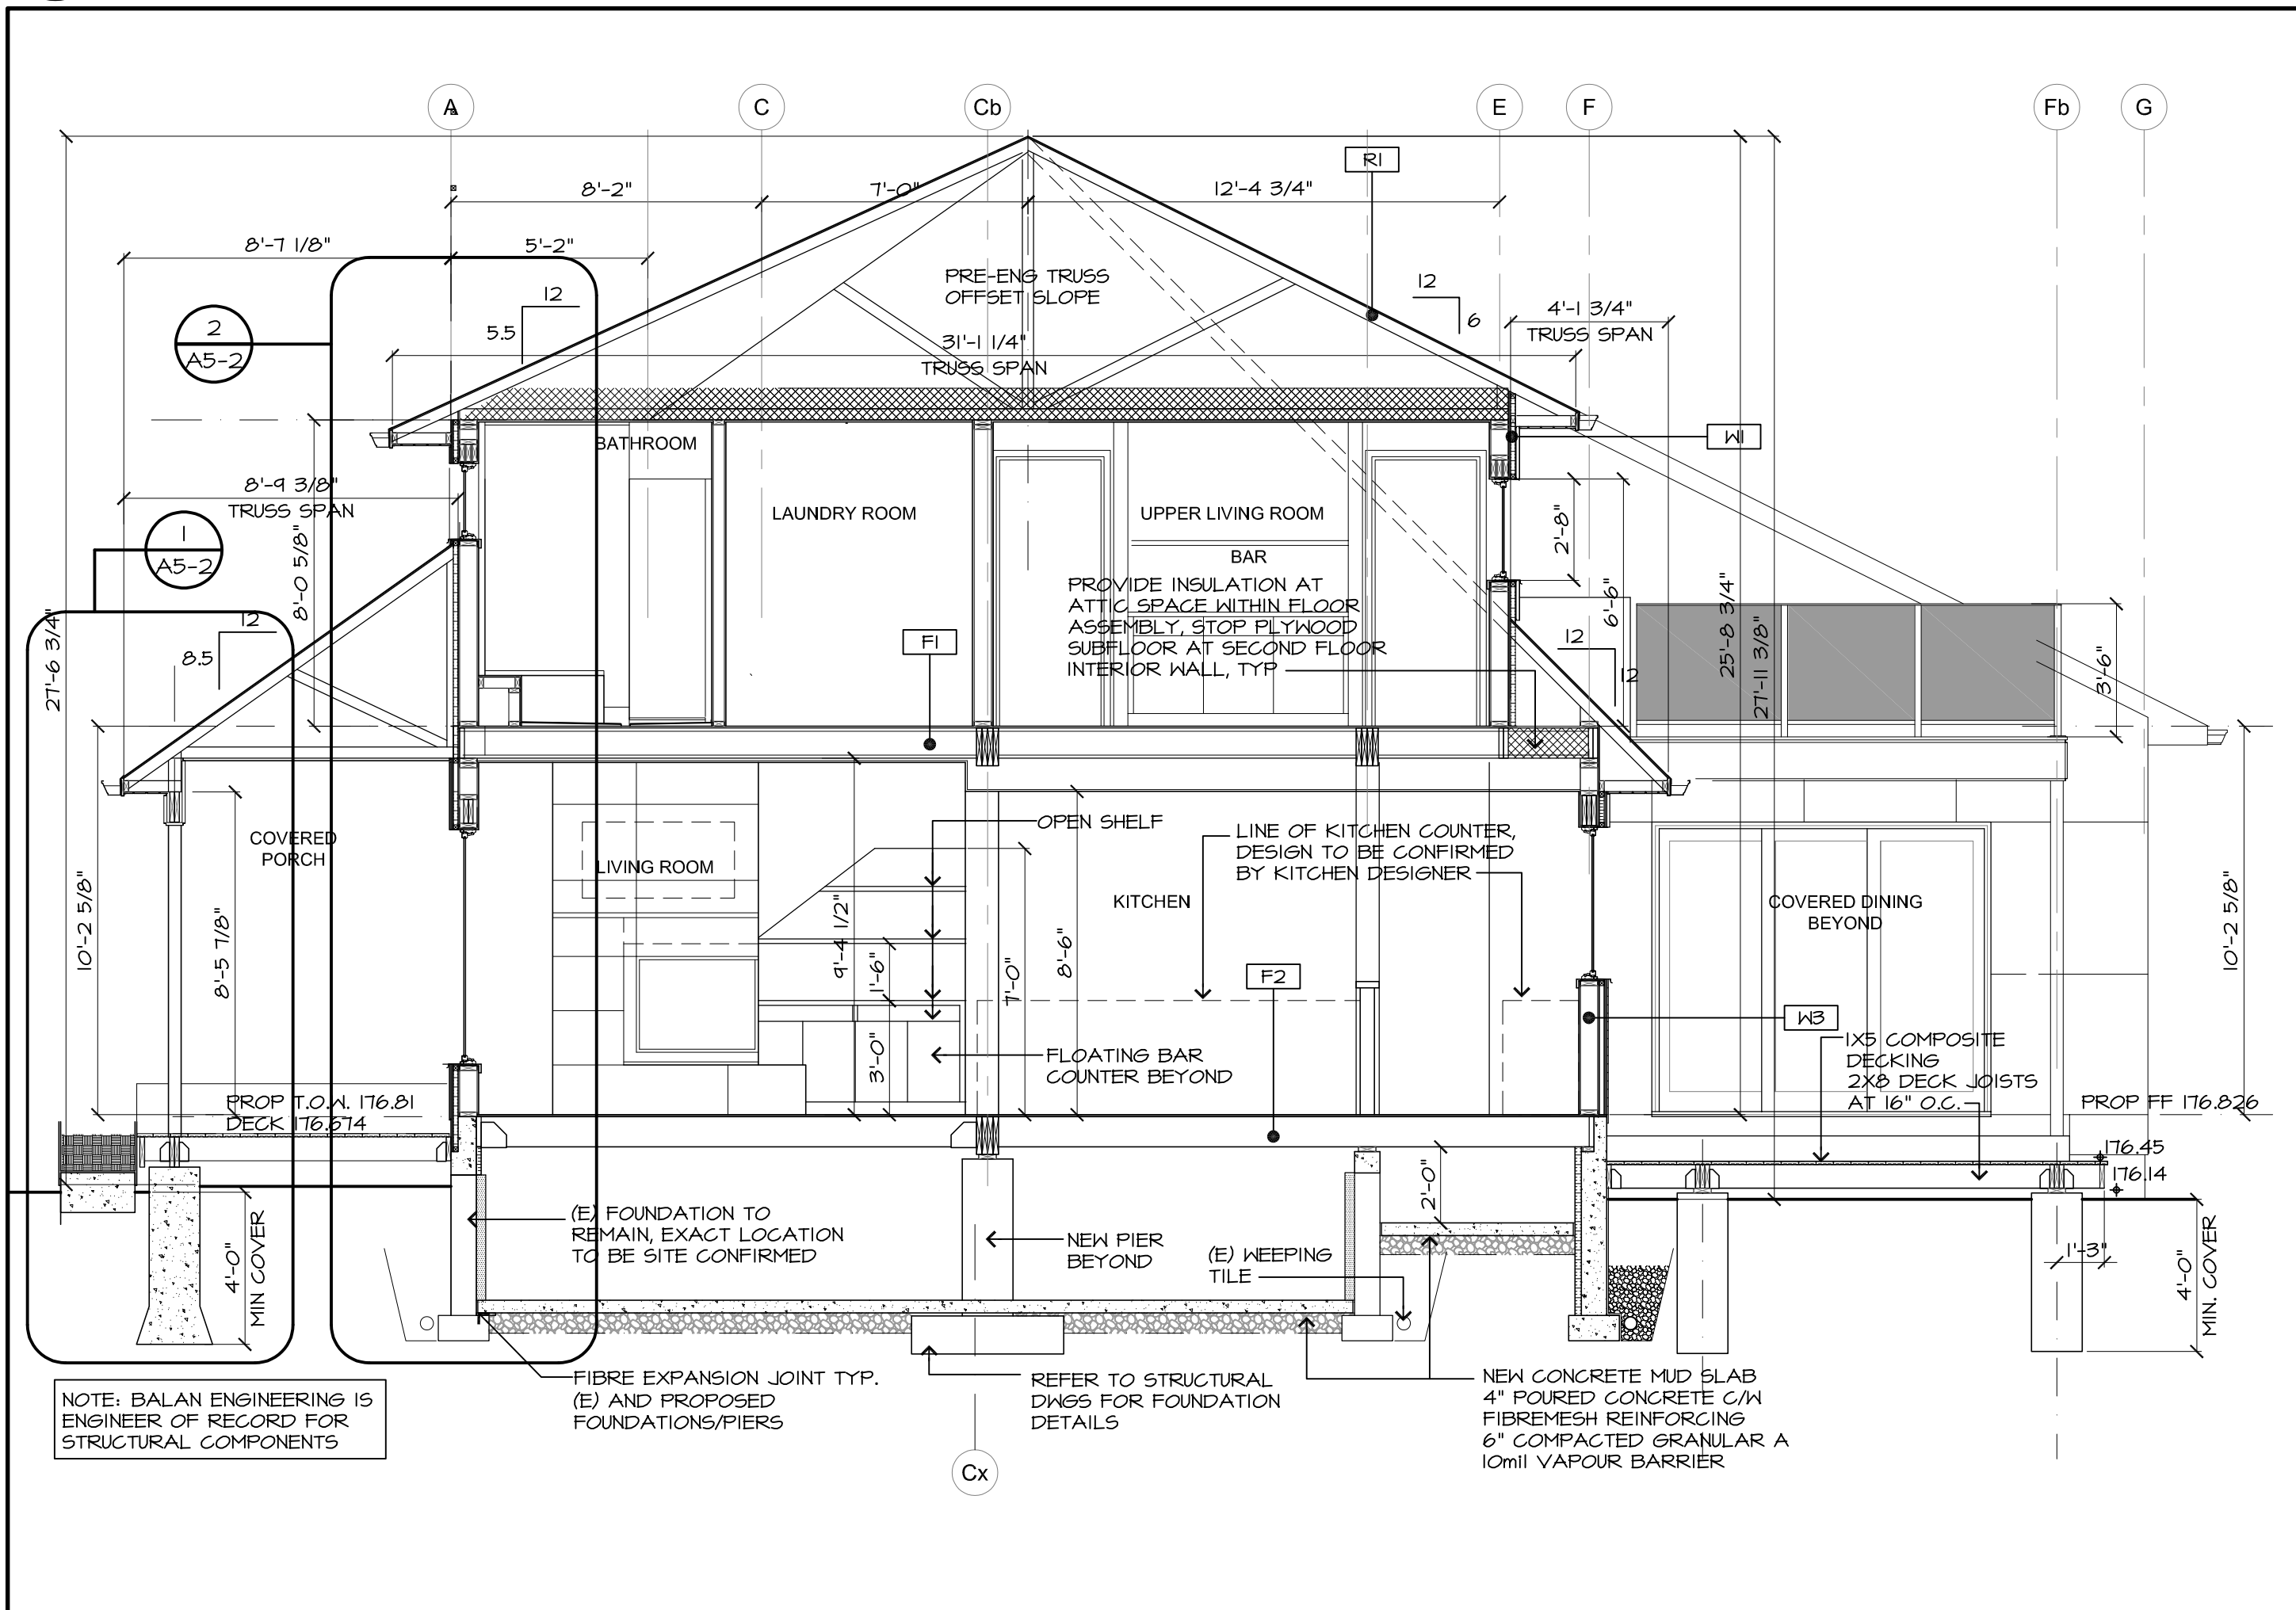 A
C
Cb
E
F
Fb
G
R1
8'-2"
7'-0"
12'-4 3/4"
8'-7 1/8"
5'-2"
PRE-ENG TRUSS
OFFSET SLOPE
12
5.5
12
6
4'-1 3/4"
TRUSS SPAN
2
A5-2
31'-1 1/4"
TRUSS SPAN
BATHROOM
W1
8'-9 3/8"
TRUSS SPAN
LAUNDRY ROOM
UPPER LIVING ROOM
BAR
2'-8"
6'-6"
1
A5-2
8'-0 5/8"
PROVIDE INSULATION AT
ATTIC SPACE WITHIN FLOOR
ASSEMBLY, STOP PLYWOOD
SUBFLOOR AT SECOND FLOOR
INTERIOR WALL, TYP
F1
27'-6 3/4"
12
8.5
12
12
25'-8 3/4"
27'-11 3/8"
3'-6"
COVERED
PORCH
LIVING ROOM
OPEN SHELF
LINE OF KITCHEN COUNTER,
DESIGN TO BE CONFIRMED
BY KITCHEN DESIGNER
KITCHEN
COVERED DINING
BEYOND
10'-2 5/8"
8'-5 7/8"
9'-4 1/2"
1'-6"
7'-0"
8'-6"
10'-2 5/8"
F2
W3
3'-0"
FLOATING BAR
COUNTER BEYOND
1X5 COMPOSITE
DECKING
2X8 DECK JOISTS
AT 16" O.C.
PROP T.O.W. 176.81
DECK 176.674
PROP FF 176.826
176.45
176.14
2'-0"
(E) FOUNDATION TO
REMAIN, EXACT LOCATION
TO BE SITE CONFIRMED
NEW PIER
BEYOND
(E) WEEPING
TILE
4'-0"
MIN COVER
1'-3"
4'-0"
MIN. COVER
FIBRE EXPANSION JOINT TYP.
(E) AND PROPOSED
FOUNDATIONS/PIERS
REFER TO STRUCTURAL
DWGS FOR FOUNDATION
DETAILS
NEW CONCRETE MUD SLAB
4" POURED CONCRETE C/W
FIBREMESH REINFORCING
6" COMPACTED GRANULAR A
10mil VAPOUR BARRIER
NOTE: BALAN ENGINEERING IS
ENGINEER OF RECORD FOR
STRUCTURAL COMPONENTS
Cx